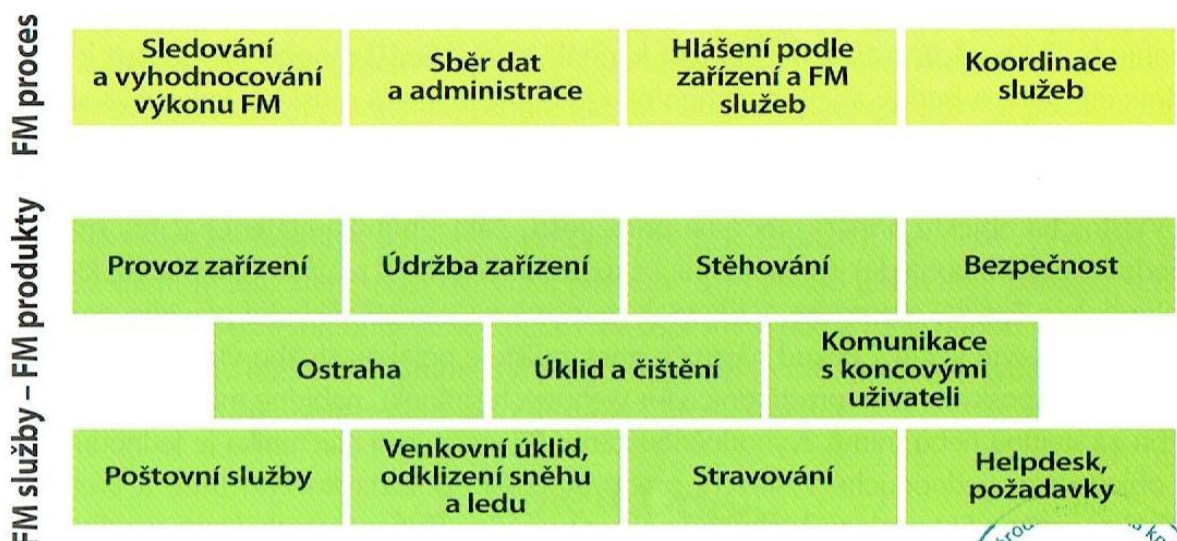 FM proces
Sledování
a vyhodnocování
výkonu FM
Sběr dat
a administrace
Hlášení podle
zařízení a FM
služeb
Koordinace
služeb
FM služby – FM produkty
Provoz zařízení
Údržba zařízení
Stěhování
Bezpečnost
Ostraha
Úklid a čištění
Komunikace
s koncovými
uživateli
Poštovní služby
Venkovní úklid,
odklizení sněhu
a ledu
Stravování
Helpdesk,
požadavky